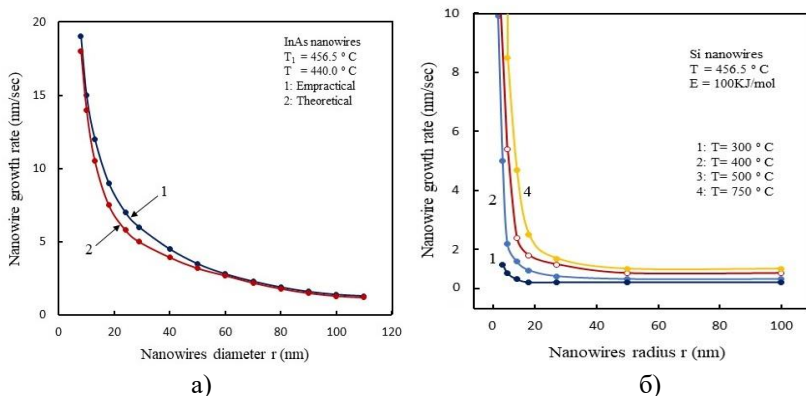 20
15
10
5
0
0 20 40 60 80 100 120
Nanowire growth rate (nm/sec)
Nanowires diameter r (nm)
InAs nanowires
T₁ = 456.5 ° C
T = 440.0 ° C
1: Empractical
2: Theoretical
1
2
a)
10
8
6
4
2
0
0 20 40 60 80 100
Nanowire growth rate (nm/sec)
Nanowires radius r (nm)
Si nanowires
T = 456.5 ° C
E = 100KJ/mol
1: T= 300 ° C
2: T= 400 ° C
3: T= 500 ° C
4: T= 750 ° C
2
4
1
б)